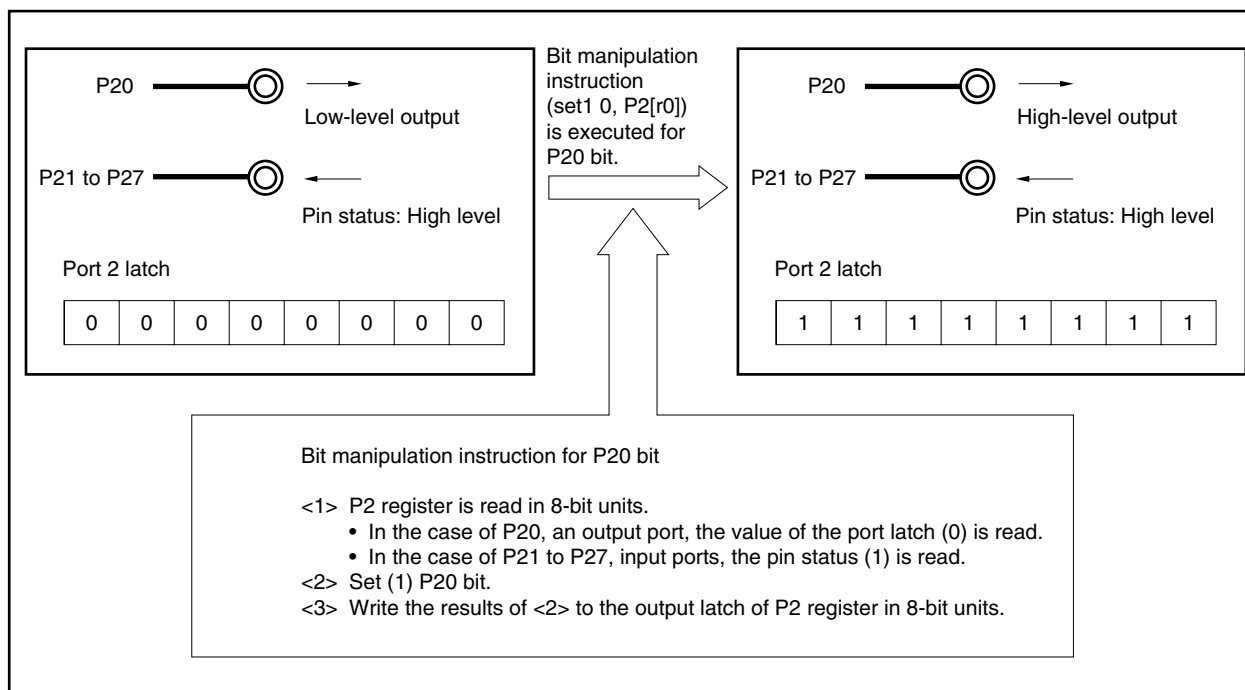 P20
Low-level output
P21 to P27
Pin status: High level
Port 2 latch
0 0 0 0 0 0 0 0
Bit manipulation
instruction
(set1 0, P2[r0])
is executed for
P20 bit.
P20
High-level output
P21 to P27
Pin status: High level
Port 2 latch
1 1 1 1 1 1 1 1
Bit manipulation instruction for P20 bit
<1> P2 register is read in 8-bit units.
• In the case of P20, an output port, the value of the port latch (0) is read.
• In the case of P21 to P27, input ports, the pin status (1) is read.
<2> Set (1) P20 bit.
<3> Write the results of <2> to the output latch of P2 register in 8-bit units.